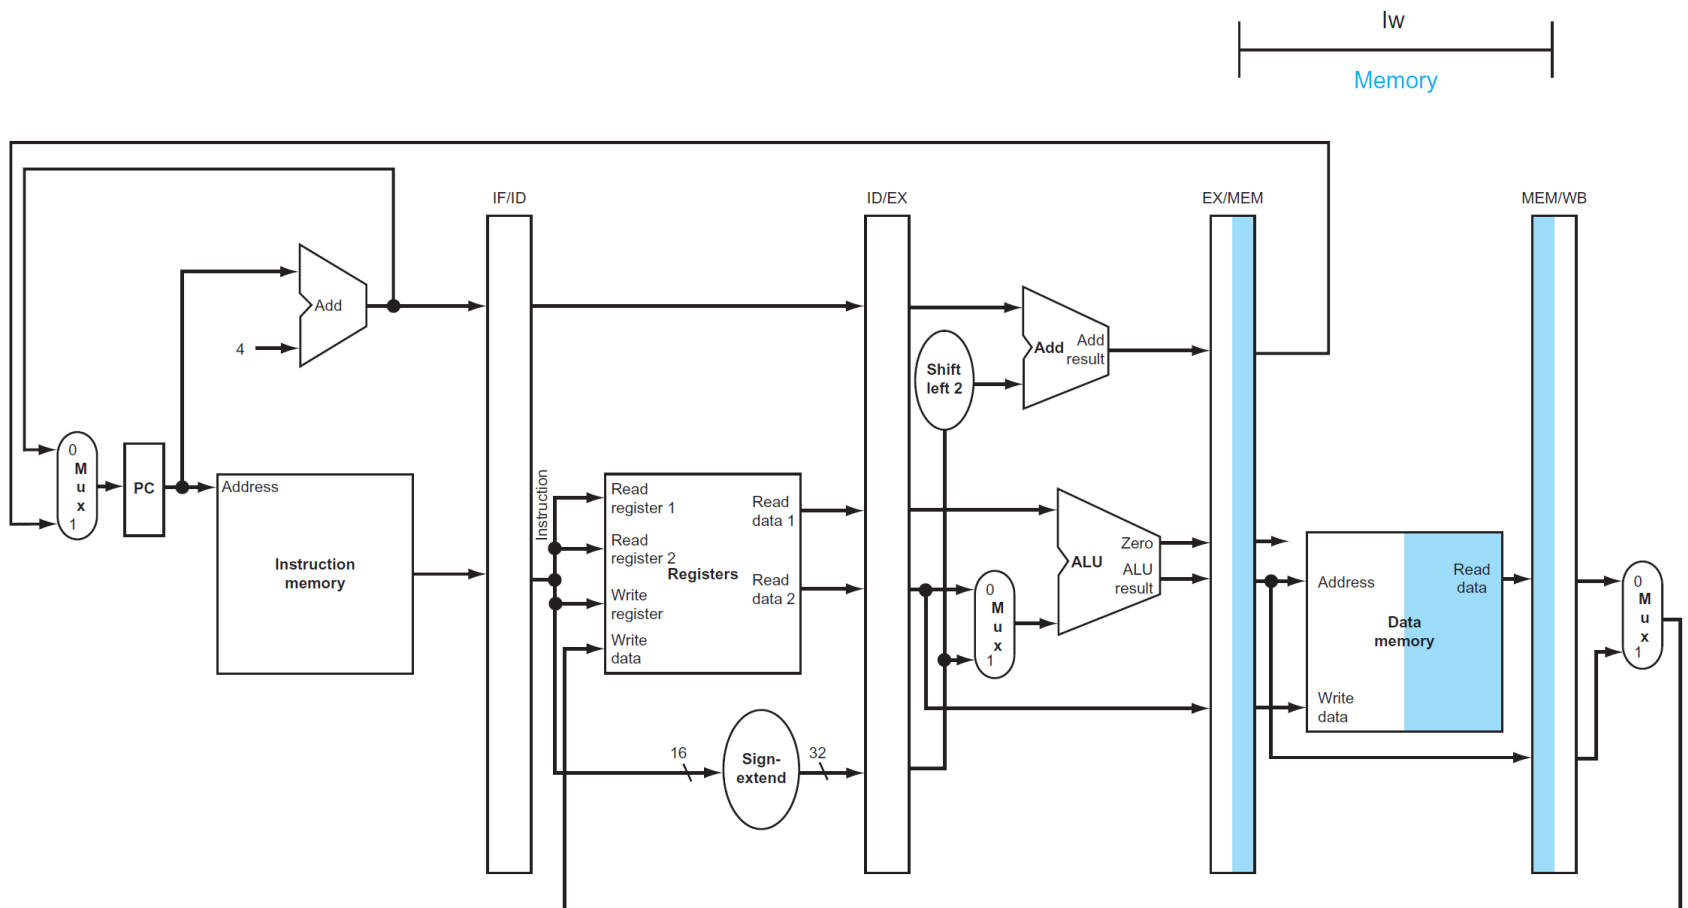 lw
Memory
IF/ID
ID/EX
EX/MEM
MEM/WB
Add
4
Add
Add
result
Shift
left 2
0
M
u
x
1
PC
Address
Instruction
memory
Instruction
Read
register 1
Read
register 2
Write
register
Write
data
Registers
Read
data 1
Read
data 2
0
M
u
x
1
Zero
ALU
ALU
result
Address
Read
data
Data
memory
Write
data
0
M
u
x
1
16
Sign-
extend
32